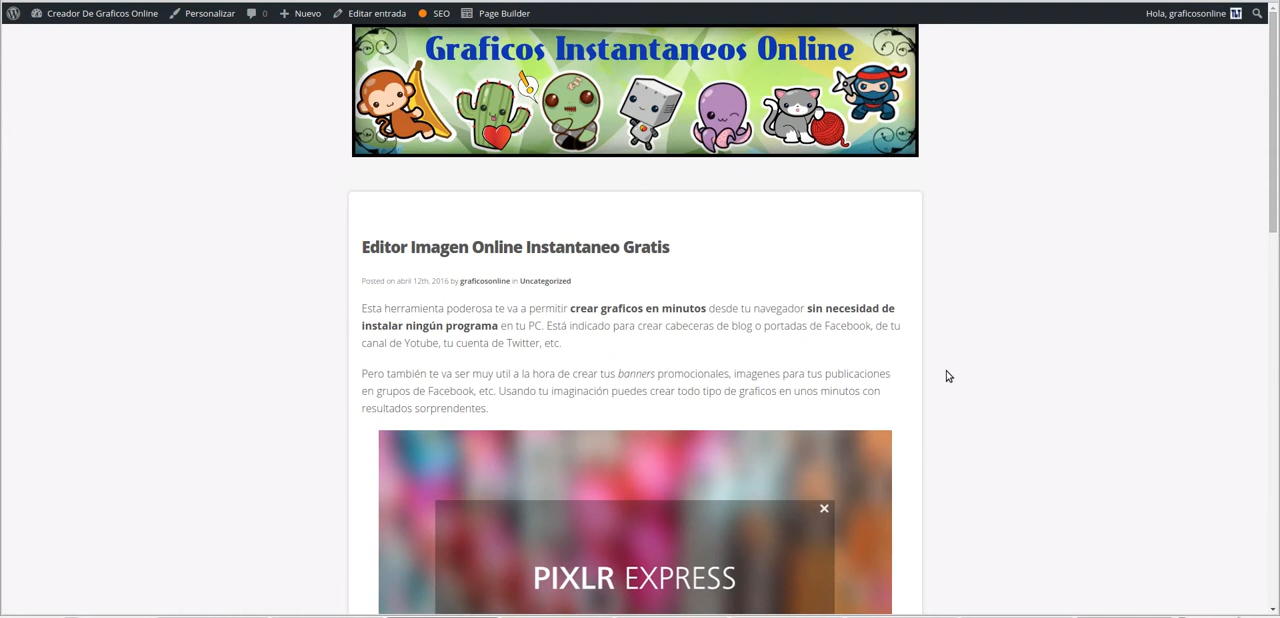 Creador De Graficos Online Personalizar 0 Nuevo Editar entrada SEO Page Builder Hola, graficosonline
Graficos Instantaneos Online
Editor Imagen Online Instantaneo Gratis
Posted on abril 12th, 2016 by graficosonline in Uncategorized
Esta herramienta poderosa te va a permitir crear graficos en minutos desde tu navegador sin necesidad de
instalar ningún programa en tu PC. Está indicado para crear cabeceras de blog o portadas de Facebook, de tu
canal de Yotube, tu cuenta de Twitter, etc.
Pero también te va ser muy util a la hora de crear tus banners promocionales, imagenes para tus publicaciones
en grupos de Facebook, etc. Usando tu imaginación puedes crear todo tipo de graficos en unos minutos con
resultados sorprendentes.
PIXLR EXPRESS